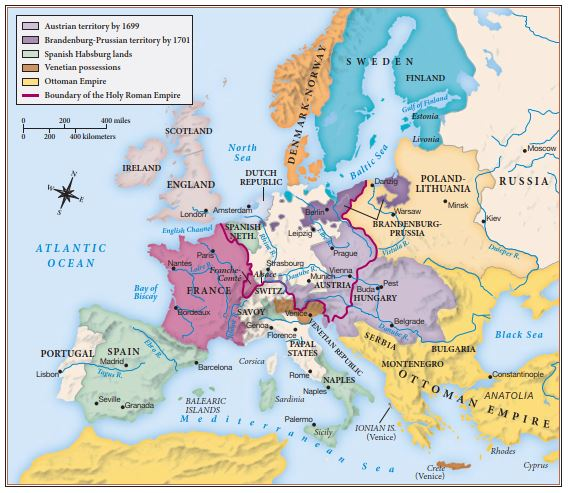 Austrian territory by 1699
Brandenburg-Prussian territory by 1701
Spanish Habsburg lands
Venetian possessions
Ottoman Empire
Boundary of the Holy Roman Empire
0 200 400 miles
0 200 400 kilometers
N
W E
S
SWEDEN
FINLAND
DENMARK-NORWAY
Gulf of Finland
Estonia
Livonia
Baltic Sea
Moscow
RUSSIA
SCOTLAND
North
Sea
IRELAND
ENGLAND
London
DUTCH
REPUBLIC
Amsterdam
Danzig
POLAND-
LITHUANIA
Minsk
Warsaw
Kiev
Berlin
BRANDENBURG-
PRUSSIA
Vistula R.
Dnieper R.
English Channel
SPANISH
NETH.
Rhine R.
Leipzig
Prague
ATLANTIC
OCEAN
Paris
Nantes
Loire R.
Franche-
Comté
Alsace
Strasbourg
Danube R.
Munich
Vienna
AUSTRIA
Buda
Pest
HUNGARY
Bay of
Biscay
FRANCE
SWITZ.
Bordeaux
SAVOY
Venice
Belgrade
Danube R.
Genoa
Florence
VENETIAN REPUBLIC
SERBIA
BULGARIA
Black Sea
PAPAL
STATES
MONTENEGRO
PORTUGAL
SPAIN
Madrid
Ebro R.
Tagus R.
Lisbon
Barcelona
Corsica
Rome
Naples
NAPLES
Constantinople
OTTOMAN EMPIRE
ANATOLIA
Seville
Granada
BALEARIC
ISLANDS
Sardinia
Palermo
Sicily
IONIAN IS.
(Venice)
Mediterranean Sea
Rhodes
Crete
(Venice)
Cyprus